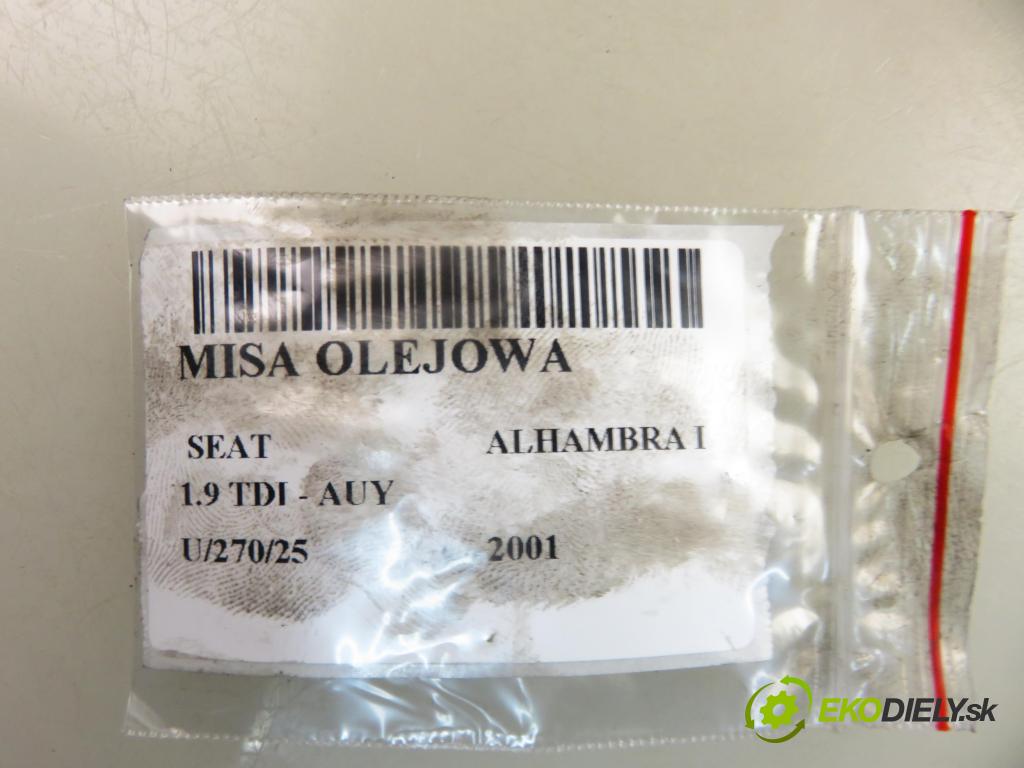 MISA OLEJOWA
SEAT ALHAMBRA I
1.9 TDI - AUY
U/270/25 2001
EKODIELY.sk